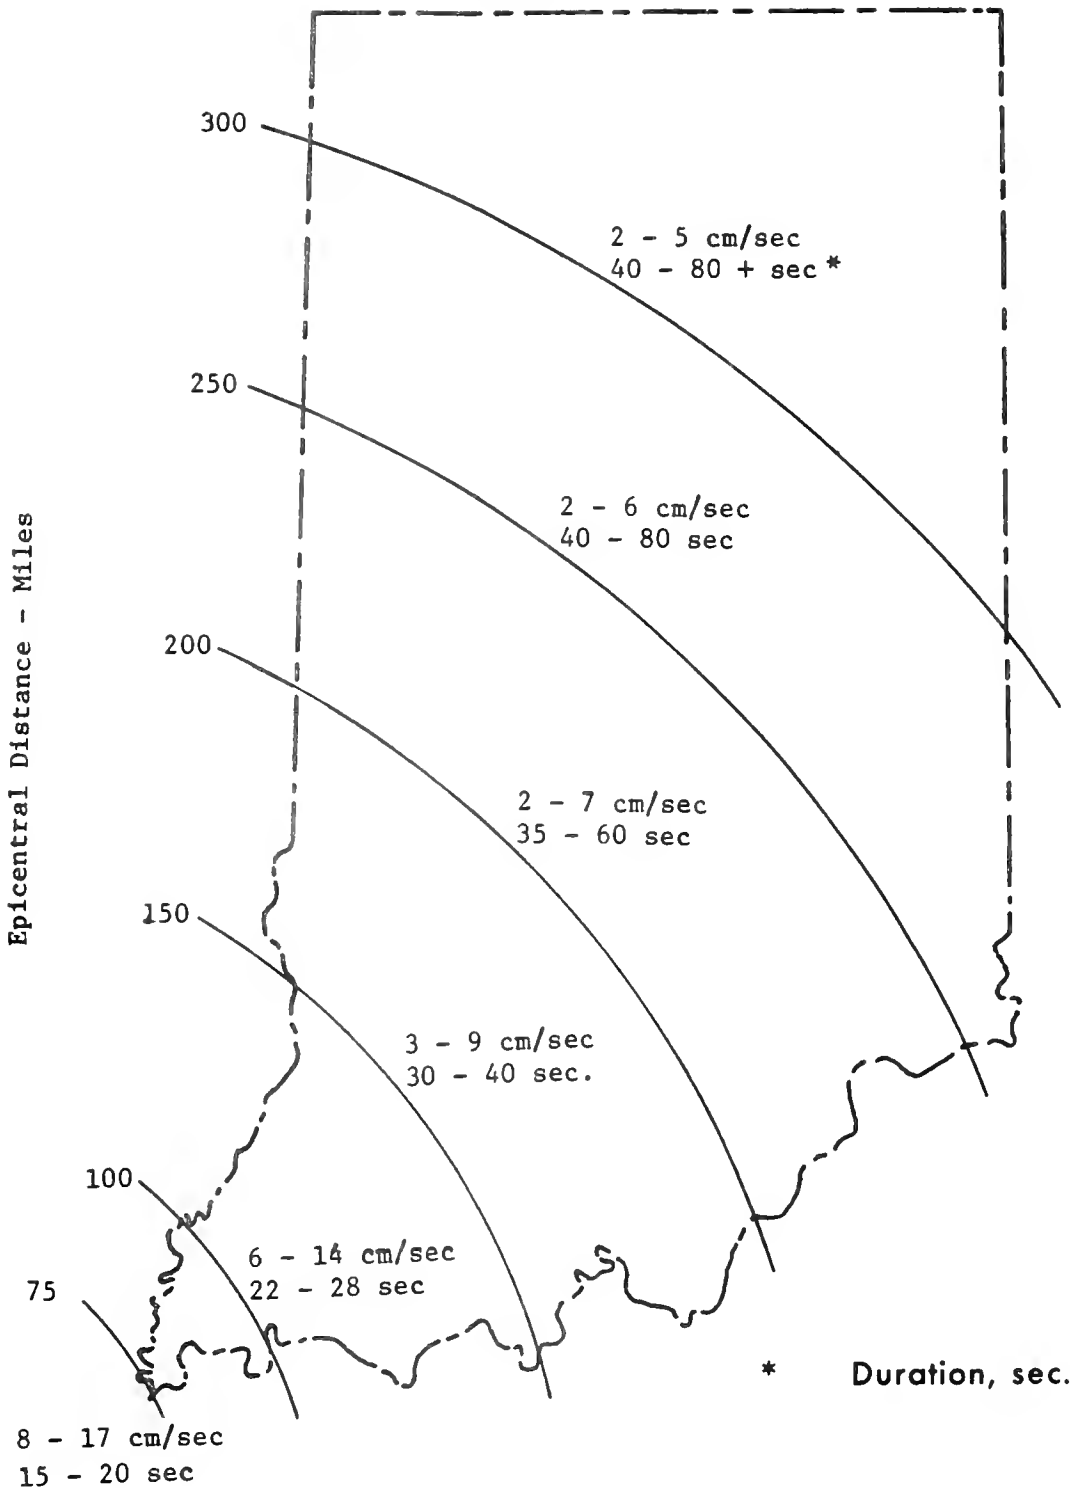 300
2 - 5 cm/sec
40 - 80 + sec *
250
2 - 6 cm/sec
40 - 80 sec
Epicentral Distance - Miles
200
2 - 7 cm/sec
35 - 60 sec
150
3 - 9 cm/sec
30 - 40 sec.
100
6 - 14 cm/sec
22 - 28 sec
75
* Duration, sec.
8 - 17 cm/sec
15 - 20 sec